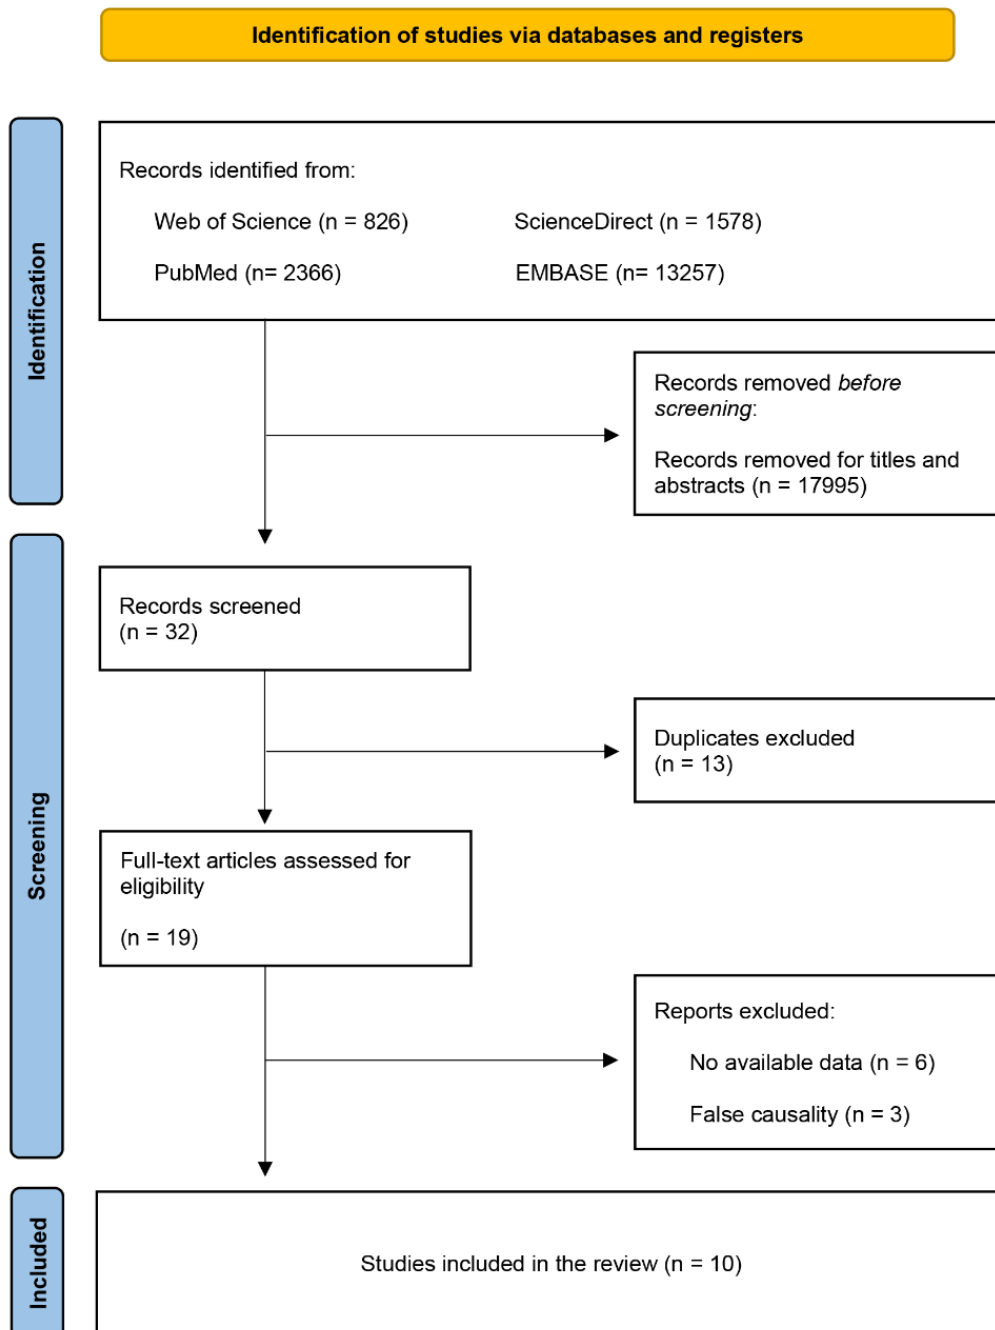 Identification of studies via databases and registers
Identification
Records identified from:
Web of Science (n = 826)
ScienceDirect (n = 1578)
PubMed (n= 2366)
EMBASE (n= 13257)
Records removed before
screening:
Records removed for titles and
abstracts (n = 17995)
Screening
Records screened
(n = 32)
Duplicates excluded
(n = 13)
Full-text articles assessed for
eligibility
(n = 19)
Reports excluded:
No available data (n = 6)
False causality (n = 3)
Included
Studies included in the review (n = 10)